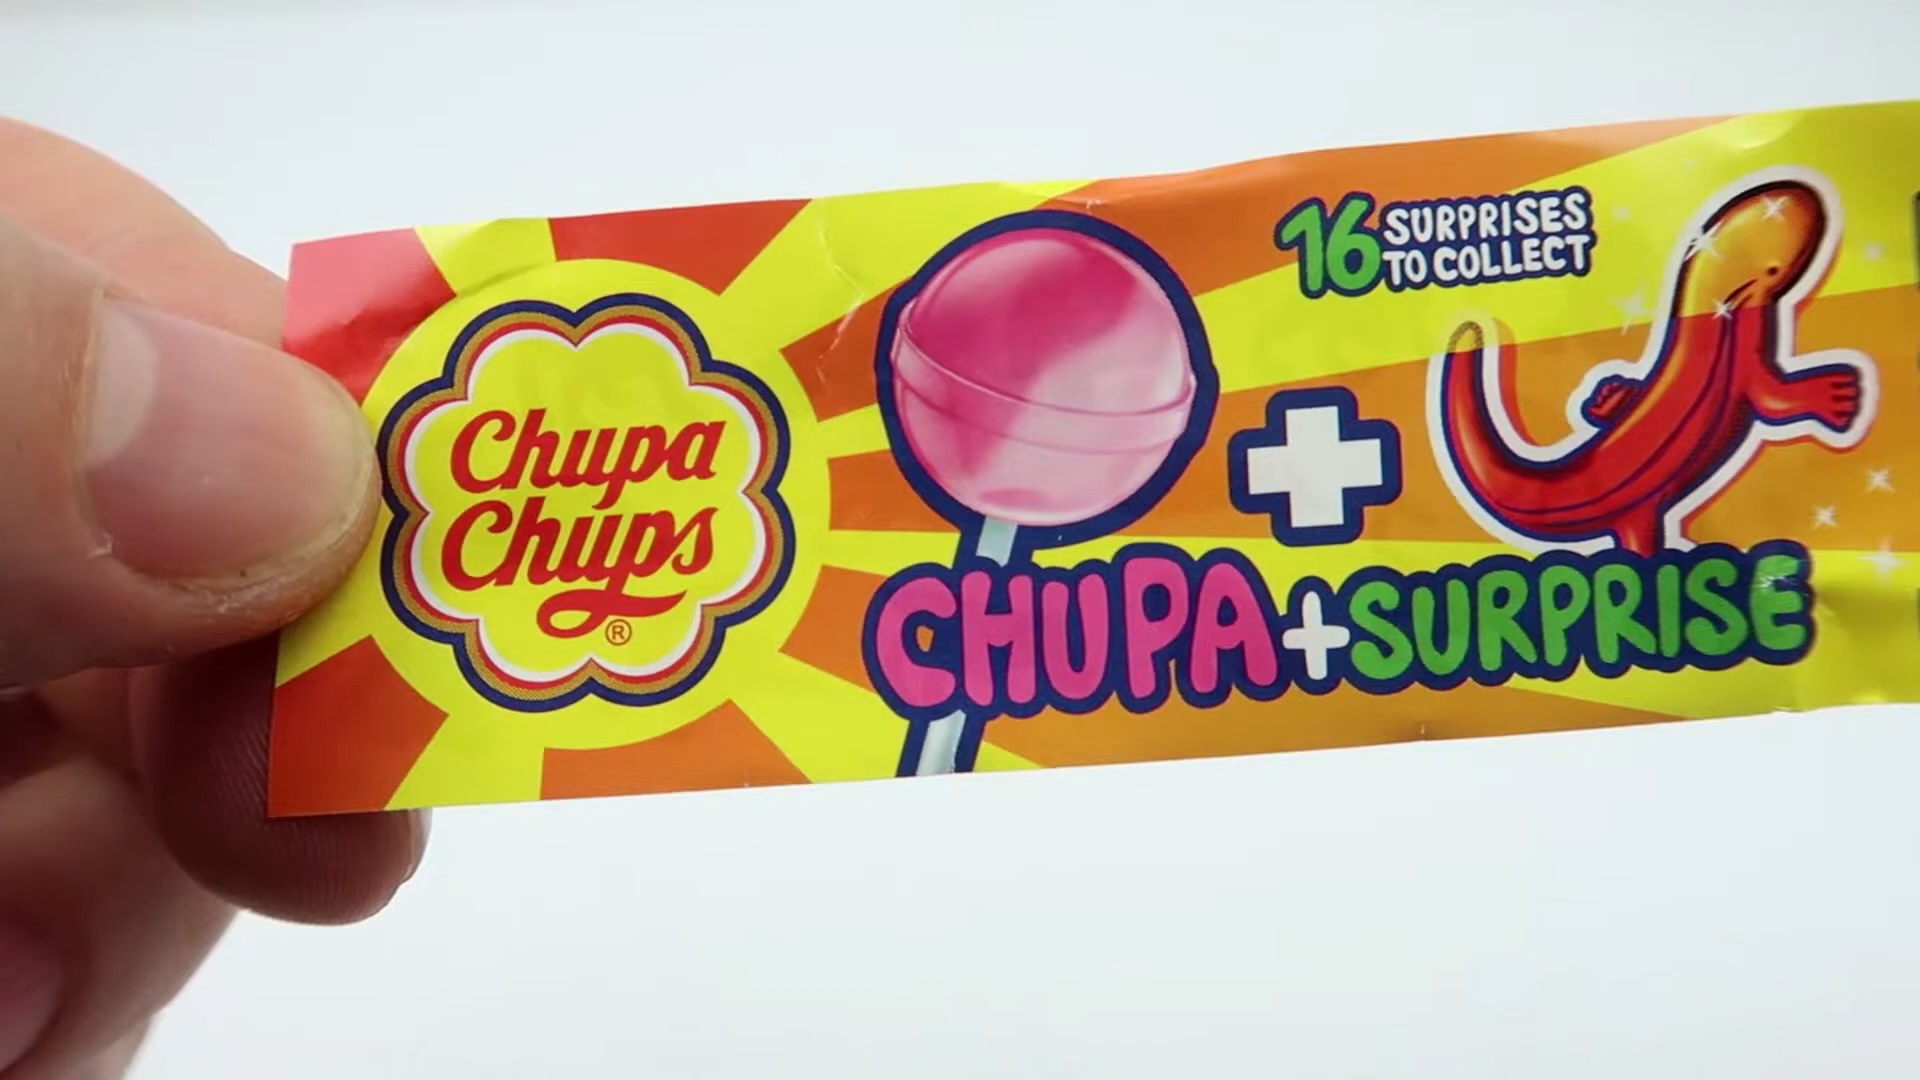 Chupa
Chups
®
16 SURPRISES
TO COLLECT
CHUPA+SURPRISE